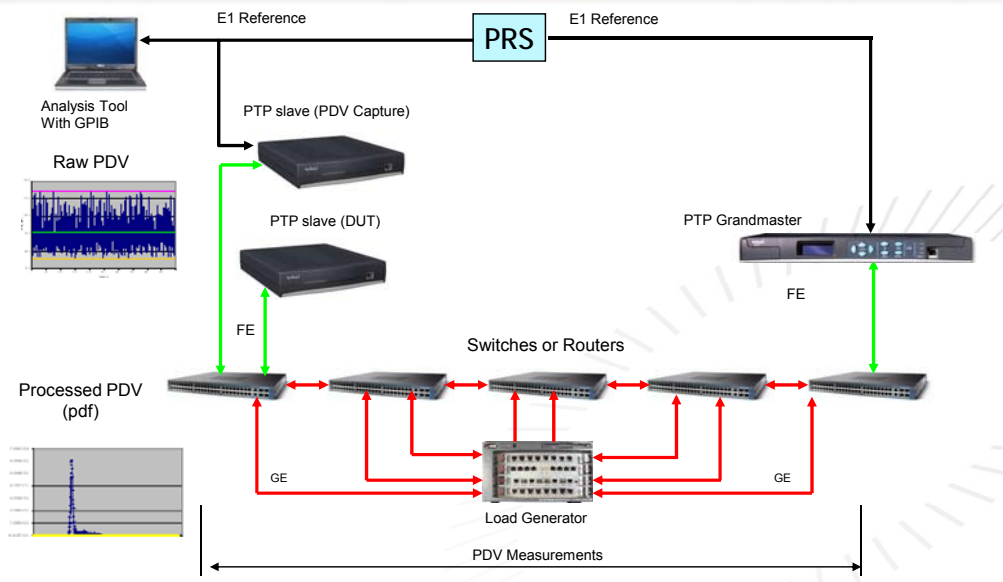 E1 Reference
E1 Reference
PRS
Analysis Tool
With GPIB
PTP slave (PDV Capture)
Raw PDV
PTP slave (DUT)
PTP Grandmaster
FE
FE
Switches or Routers
Processed PDV
(pdf)
GE
GE
Load Generator
PDV Measurements